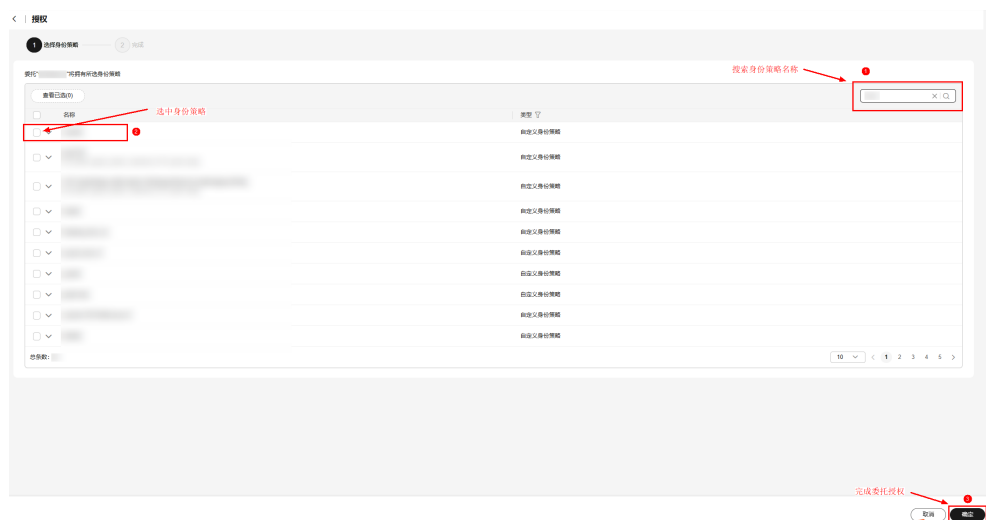 授权
1 选择身份策略 2 完成
委托"      "将拥有所选身份策略
搜索身份策略名称 1
查看已选(0)
选中身份策略
名称 类型
2 自定义身份策略
自定义身份策略
自定义身份策略
自定义身份策略
自定义身份策略
自定义身份策略
自定义身份策略
自定义身份策略
自定义身份策略
自定义身份策略
总条数:
10 1 2 3 4 5
完成委托授权 3
取消 确定